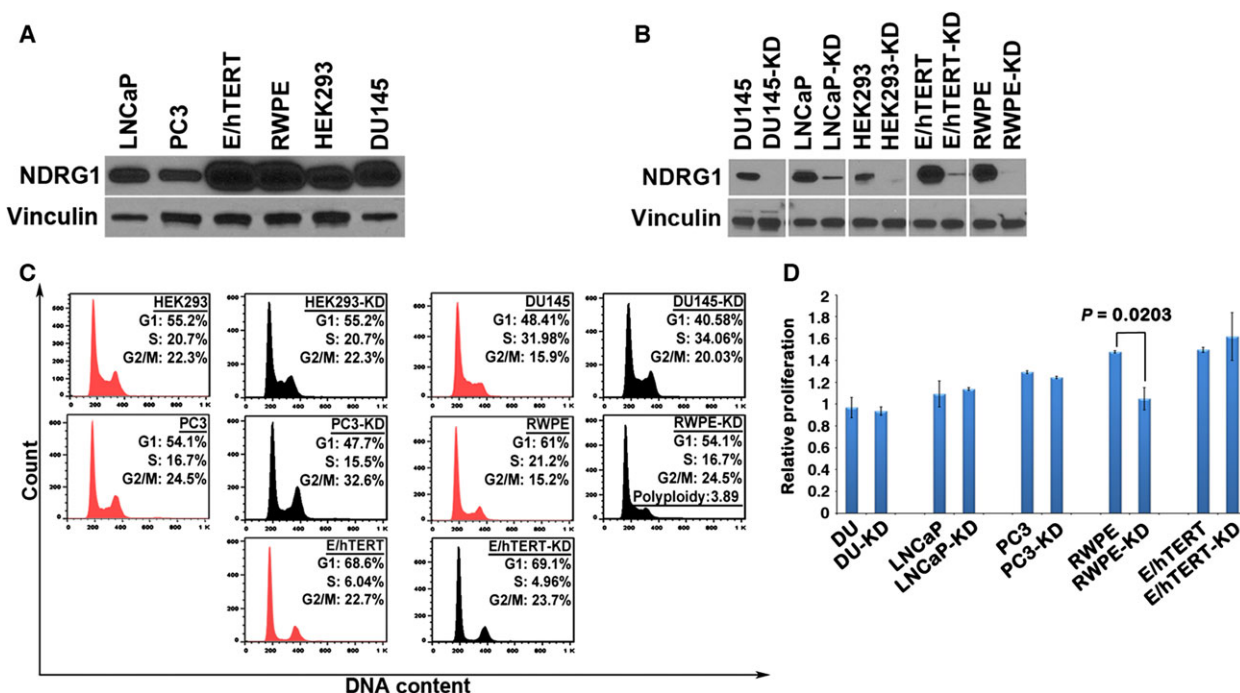 A
LNCaP
PC3
E/hTERT
RWPE
HEK293
DU145
NDRG1
Vinculin
B
DU145
DU145-KD
LNCaP
LNCaP-KD
HEK293
HEK293-KD
E/hTERT
E/hTERT-KD
RWPE
RWPE-KD
NDRG1
Vinculin
C
Count
HEK293
G1: 55.2%
S: 20.7%
G2/M: 22.3%
HEK293-KD
G1: 55.2%
S: 20.7%
G2/M: 22.3%
DU145
G1: 48.41%
S: 31.98%
G2/M: 15.9%
DU145-KD
G1: 40.58%
S: 34.06%
G2/M: 20.03%
PC3
G1: 54.1%
S: 16.7%
G2/M: 24.5%
PC3-KD
G1: 47.7%
S: 15.5%
G2/M: 32.6%
RWPE
G1: 61%
S: 21.2%
G2/M: 15.2%
RWPE-KD
G1: 54.1%
S: 16.7%
G2/M: 24.5%
Polyploidy:3.89
E/hTERT
G1: 68.6%
S: 6.04%
G2/M: 22.7%
E/hTERT-KD
G1: 69.1%
S: 4.96%
G2/M: 23.7%
DNA content
D
Relative proliferation
2
1.8
1.6
1.4
1.2
1
0.8
0.6
0.4
0.2
0
P = 0.0203
DU
DU-KD
LNCaP
LNCaP-KD
PC3
PC3-KD
RWPE
RWPE-KD
E/hTERT
E/hTERT-KD